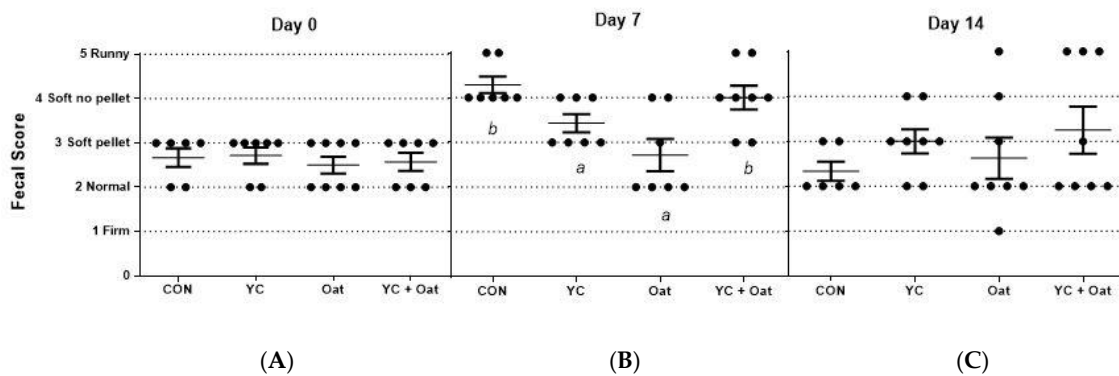 Day 0
Day 7
Day 14
Fecal Score
5 Runny
4 Soft no pellet
3 Soft pellet
2 Normal
1 Firm
0
b
a
a
b
CON YC Oat YC + Oat
CON YC Oat YC + Oat
CON YC Oat YC + Oat
(A) (B) (C)